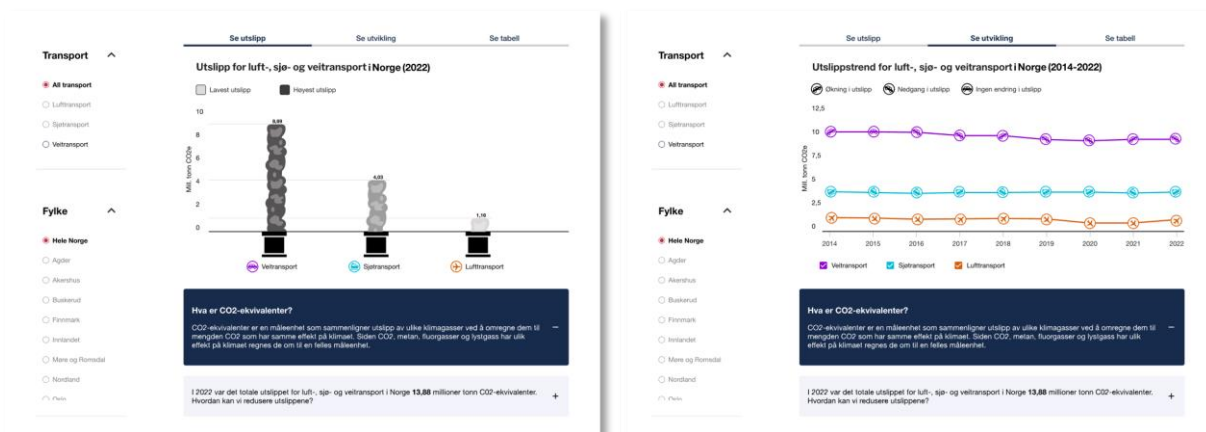 Transport
All transport
Lufttransport
Sjøtransport
Veitransport
Fylke
Hele Norge
Agder
Akershus
Buskerud
Finnmark
Innlandet
Møre og Romsdal
Nordland
Oslo
Se utslipp Se utvikling Se tabell
Utslipp for luft-, sjø- og veitransport i Norge (2022)
Lavest utslipp Høyest utslipp
Mill. tonn CO2e
10
8
6
4
2
0
4,03
1,16
Veitransport Sjøtransport Lufttransport
Hva er CO2-ekvivalenter?
CO2-ekvivalenter er en måleenhet som sammenligner utslipp av ulike klimagasser ved å omregne dem til
mengden CO2 som har samme effekt på klimaet. Siden CO2, metan, fluorgasser og lystgass har ulik
effekt på klimaet regnes de om til en felles måleenhet.
I 2022 var det totale utslippet for luft-, sjø- og veitransport i Norge 13,88 millioner tonn CO2-ekvivalenter.
Hvordan kan vi redusere utslippene?
Transport
All transport
Lufttransport
Sjøtransport
Veitransport
Fylke
Hele Norge
Agder
Akershus
Buskerud
Finnmark
Innlandet
Møre og Romsdal
Nordland
Oslo
Se utslipp Se utvikling Se tabell
Utslippstrend for luft-, sjø- og veitransport i Norge (2014-2022)
Økning i utslipp Nedgang i utslipp Ingen endring i utslipp
Mill. tonn CO2e
12,5
10
7,5
5
2,5
0
2014 2015 2016 2017 2018 2019 2020 2021 2022
Veitransport Sjøtransport Lufttransport
Hva er CO2-ekvivalenter?
CO2-ekvivalenter er en måleenhet som sammenligner utslipp av ulike klimagasser ved å omregne dem til
mengden CO2 som har samme effekt på klimaet. Siden CO2, metan, fluorgasser og lystgass har ulik
effekt på klimaet regnes de om til en felles måleenhet.
I 2022 var det totale utslippet for luft-, sjø- og veitransport i Norge 13,88 millioner tonn CO2-ekvivalenter.
Hvordan kan vi redusere utslippene?